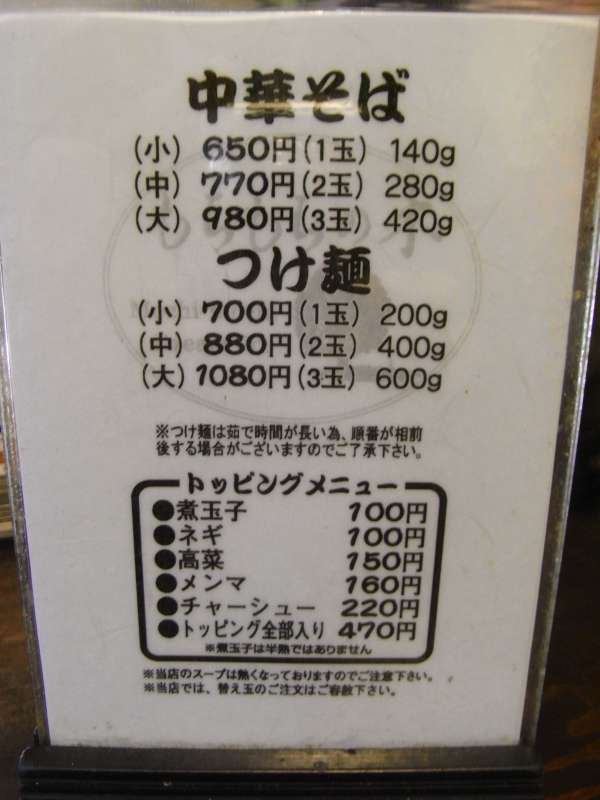 中華そば
(小) 650円(1玉) 140g
(中) 770円(2玉) 280g
(大) 980円(3玉) 420g
つけ麺
(小) 700円(1玉) 200g
(中) 880円(2玉) 400g
(大) 1080円(3玉) 600g
※つけ麺は茹で時間が長い為、順番が相前
後する場合がございますのでご了承下さい。
トッピングメニュー
●煮玉子 100円
●ネギ 100円
●高菜 150円
●メンマ 160円
●チャーシュー 220円
●トッピング全部入り 470円
※煮玉子は半熟ではありません
※当店のスープは熱くなっておりますのでご注意下さい。
※当店では、替え玉のご注文はご容赦下さい。